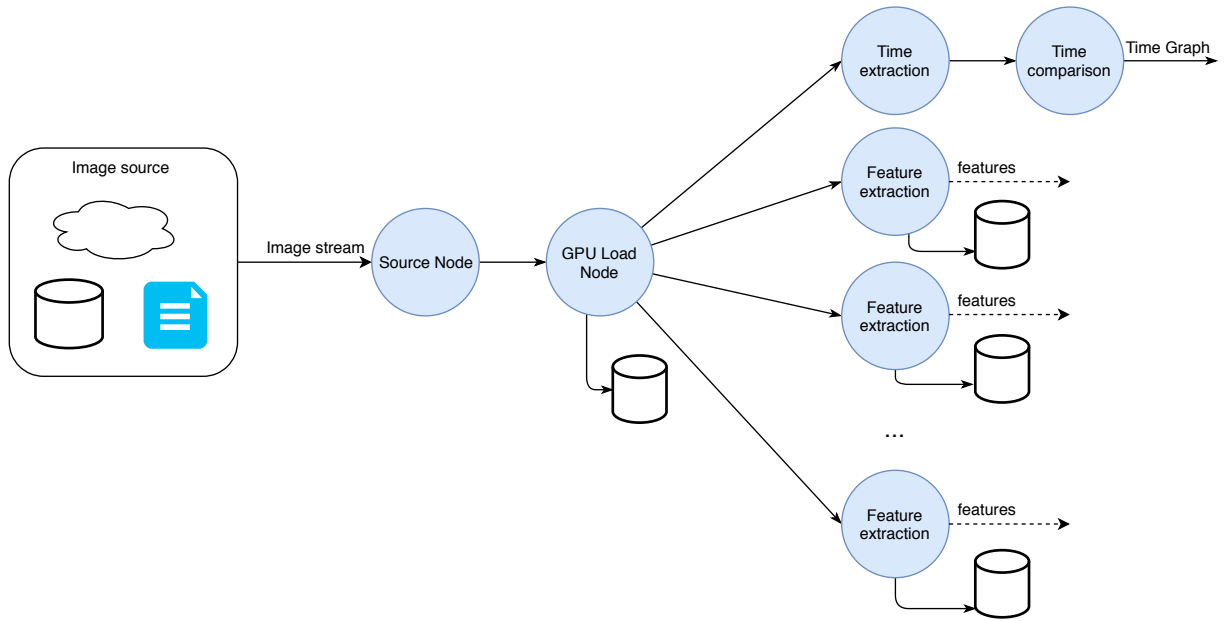 Image source
Image stream
Source Node
GPU Load
Node
Time
extraction
Time
comparison
Time Graph
Feature
extraction
features
Feature
extraction
features
...
Feature
extraction
features